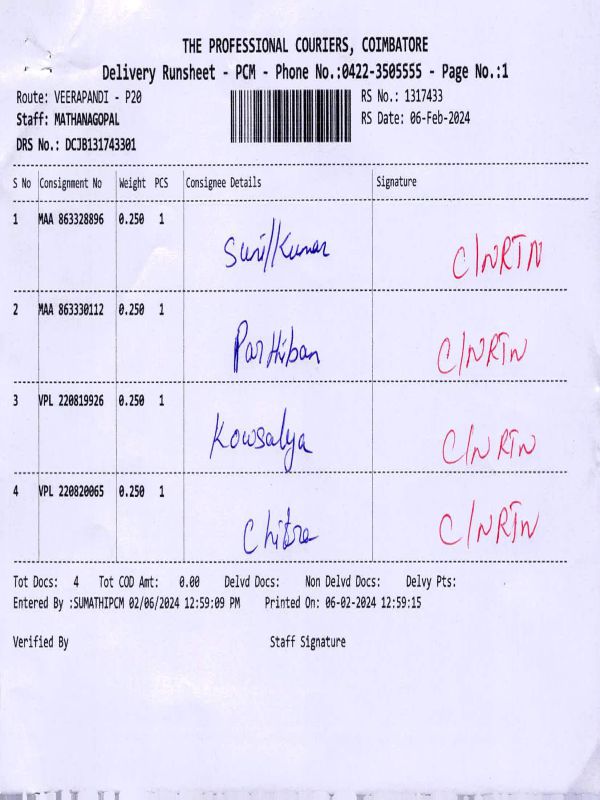 THE PROFESSIONAL COURIERS, COIMBATORE
Delivery Runsheet - PCM - Phone No.:0422-3505555 - Page No.:1
Route: VEERAPANDI - P20 RS No.: 1317433
Staff: MATHANAGOPAL RS Date: 06-Feb-2024
DRS No.: DCJB131743301
S No Consignment No Weight PCS Consignee Details Signature
1 MAA 863328896 0.250 1
Sunil Kumar C/NRTN
2 MAA 863330112 0.250 1
Parthiban C/NRTN
3 VPL 220819926 0.250 1
Kowsalya C/NRTN
4 VPL 220820065 0.250 1
Chitra C/NRTN
Tot Docs: 4 Tot COD Amt: 0.00 Delvd Docs: Non Delvd Docs: Delvy Pts:
Entered By :SUMATHIPCM 02/06/2024 12:59:09 PM Printed On: 06-02-2024 12:59:15
Verified By Staff Signature